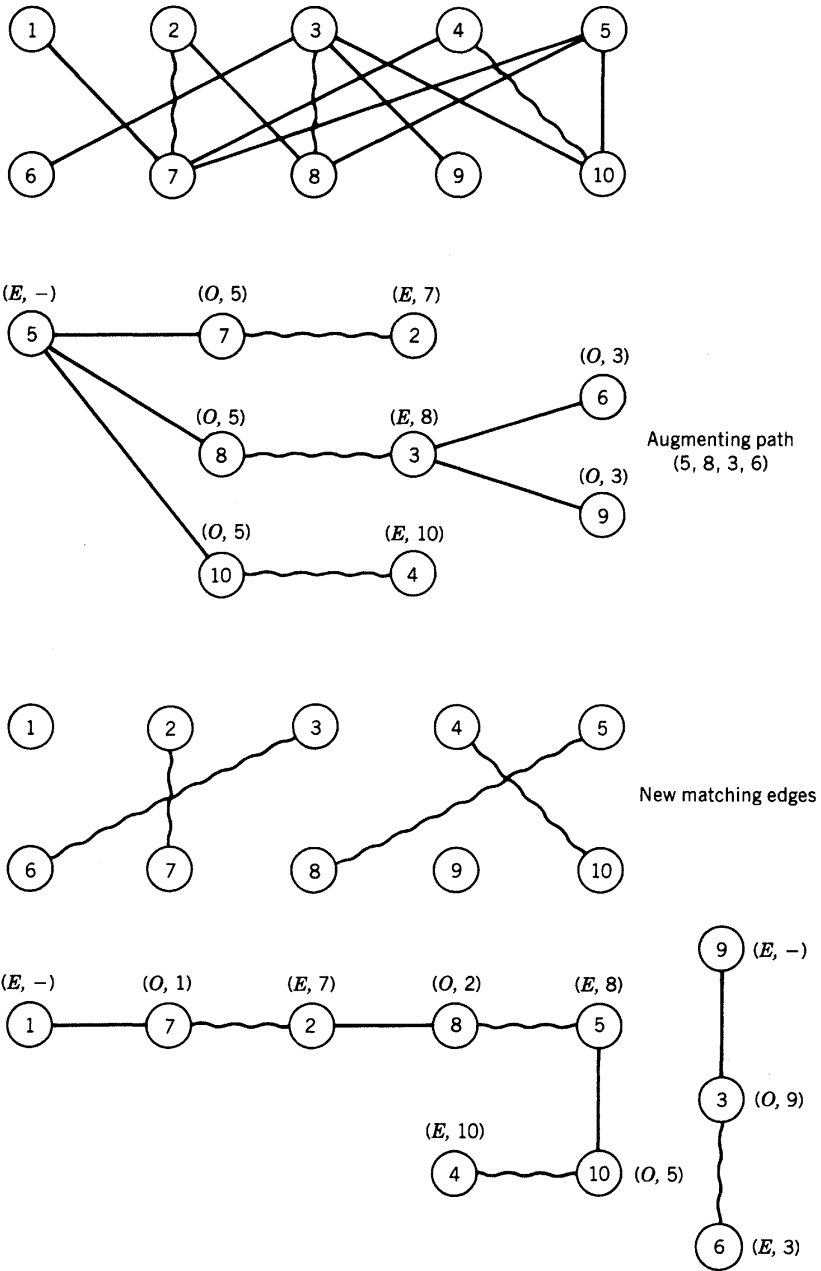 1 2 3 4 5
6 7 8 9 10
(E, −) (O, 5) (E, 7)
5 7 2
(O, 3)
6
(O, 5) (E, 8)
8 3
Augmenting path
(5, 8, 3, 6)
(O, 3)
9
(O, 5) (E, 10)
10 4
1 2 3 4 5
New matching edges
6 7 8 9 10
9 (E, −)
(E, −) (O, 1) (E, 7) (O, 2) (E, 8)
1 7 2 8 5
3 (O, 9)
(E, 10)
4 10 (O, 5)
6 (E, 3)